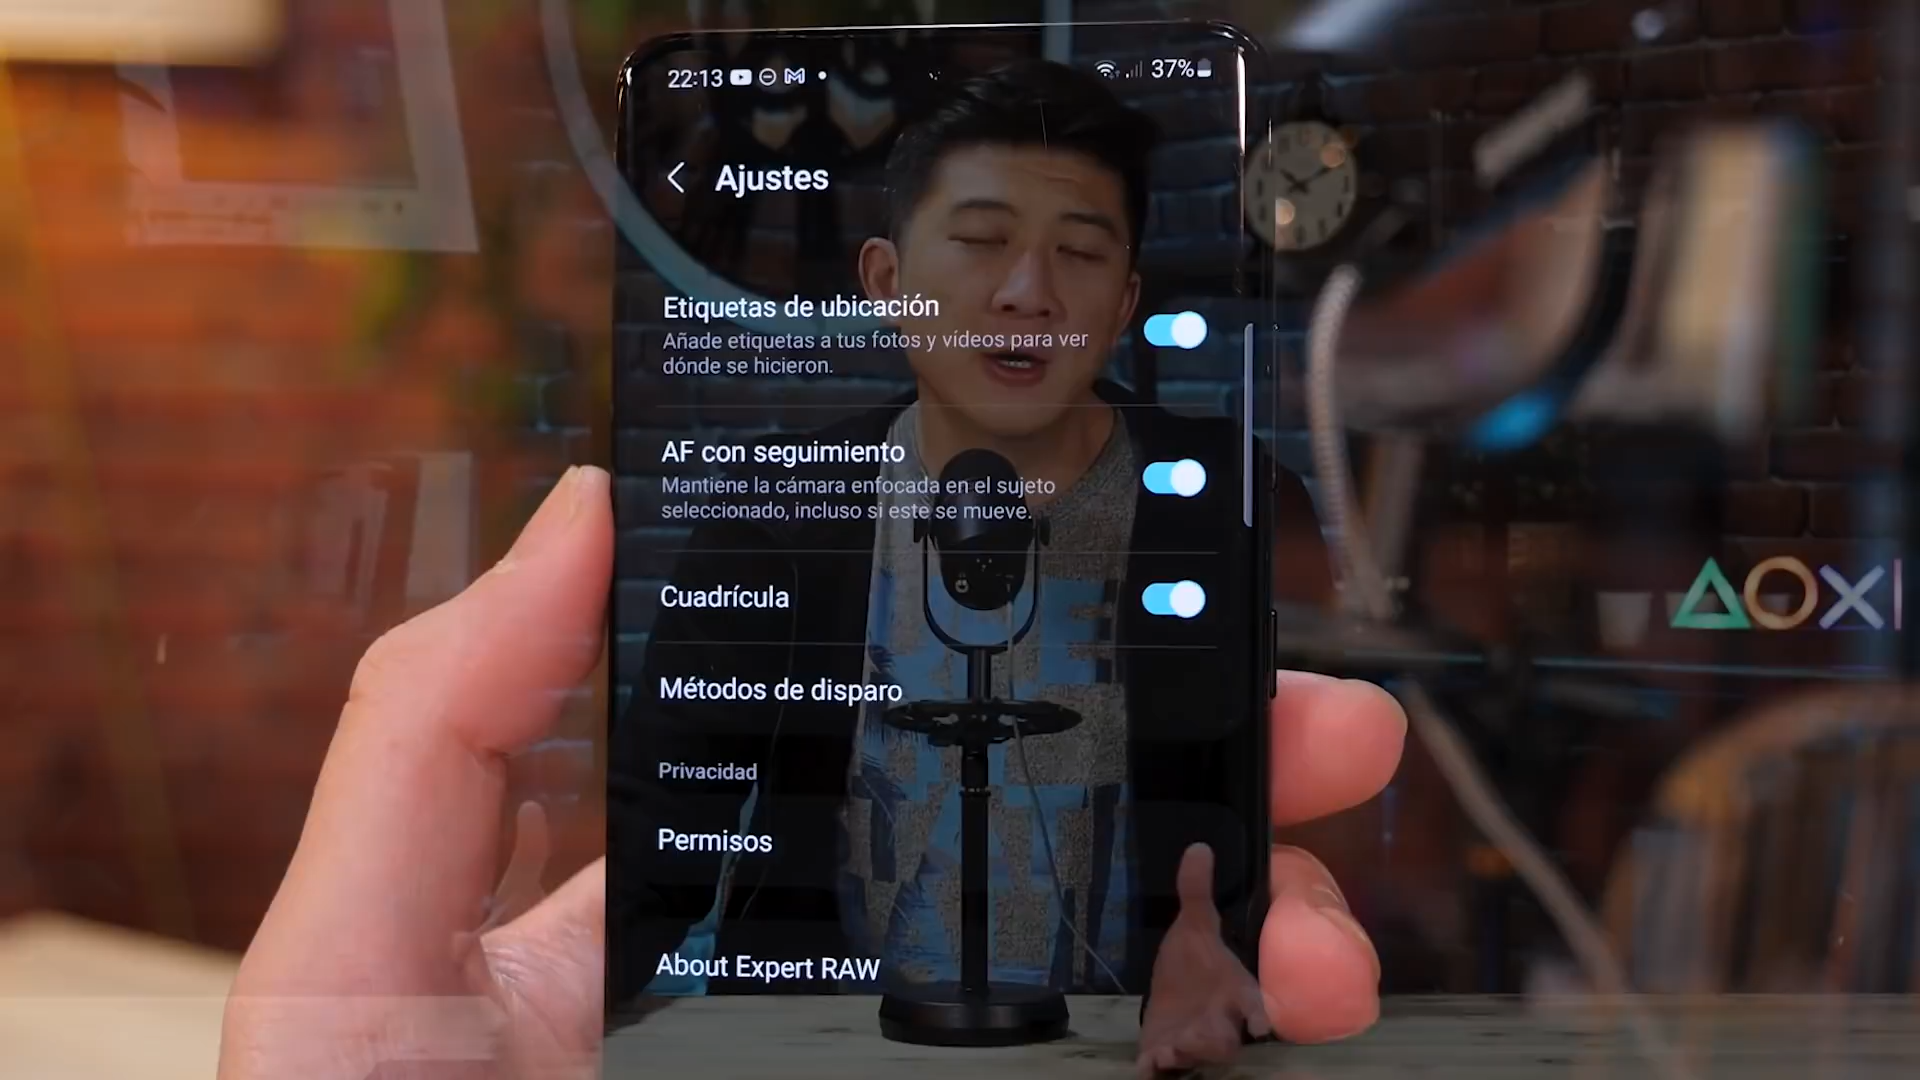 22:13
37%
Ajustes
Etiquetas de ubicación
Añade etiquetas a tus fotos y vídeos para ver
dónde se hicieron.
AF con seguimiento
Mantiene la cámara enfocada en el sujeto
seleccionado, incluso si este se mueve.
Cuadrícula
Métodos de disparo
Privacidad
Permisos
About Expert RAW